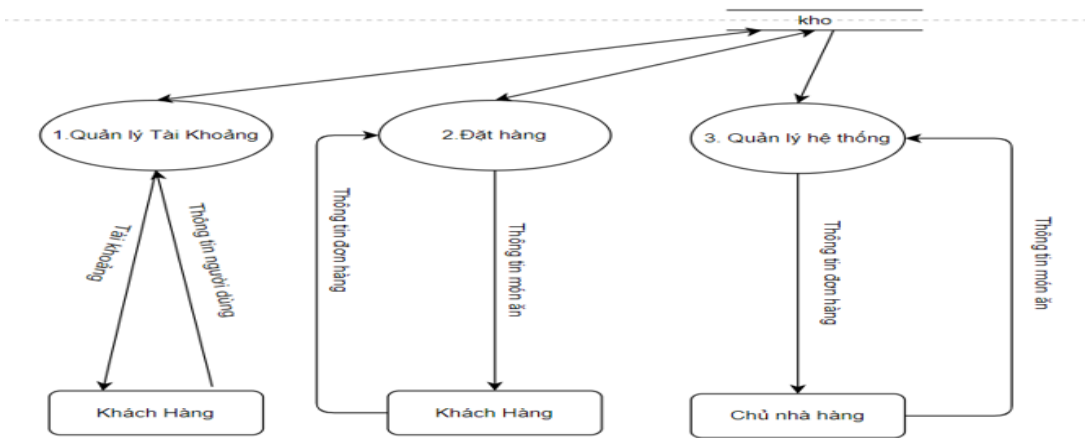 kho
1.Quản lý Tài Khoảng
2.Đặt hàng
3. Quản lý hệ thống
Tài khoảng
Thông tin người dùng
Thông tin đơn hàng
Thông tin món ăn
Thông tin đơn hàng
Thông tin món ăn
Khách Hàng
Khách Hàng
Chủ nhà hàng